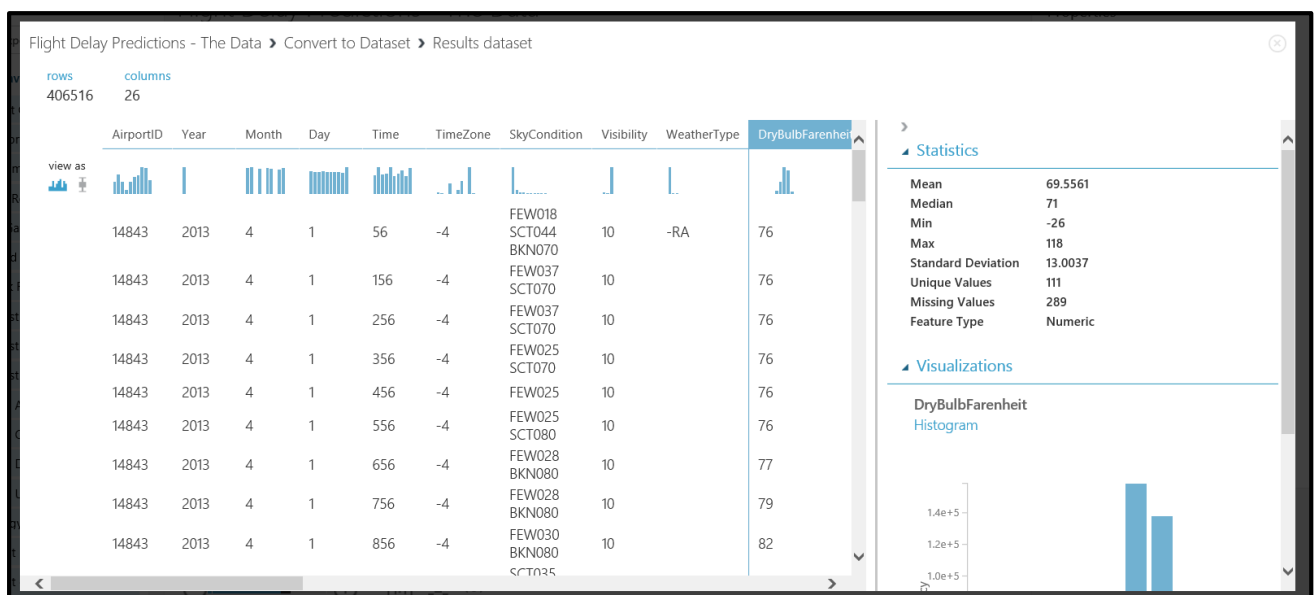 Flight Delay Predictions - The Data > Convert to Dataset > Results dataset
rows columns
406516 26
AirportID Year Month Day Time TimeZone SkyCondition Visibility WeatherType DryBulbFarenheit
view as
14843 2013 4 1 56 -4 FEW018 SCT044 BKN070 10 -RA 76
14843 2013 4 1 156 -4 FEW037 SCT070 10 76
14843 2013 4 1 256 -4 FEW037 SCT070 10 76
14843 2013 4 1 356 -4 FEW025 SCT070 10 76
14843 2013 4 1 456 -4 FEW025 10 76
14843 2013 4 1 556 -4 FEW025 SCT080 10 76
14843 2013 4 1 656 -4 FEW028 BKN080 10 77
14843 2013 4 1 756 -4 FEW028 BKN080 10 79
14843 2013 4 1 856 -4 FEW030 BKN080 10 82
SCT035
Statistics
Mean 69.5561
Median 71
Min -26
Max 118
Standard Deviation 13.0037
Unique Values 111
Missing Values 289
Feature Type Numeric
Visualizations
DryBulbFarenheit
Histogram
1.4e+5
1.2e+5
1.0e+5